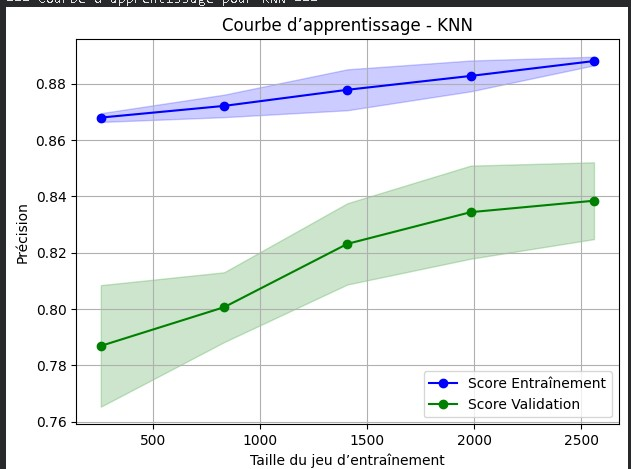 === Courbe d'apprentissage pour KNN ===
Courbe d’apprentissage - KNN
0.88
0.86
0.84
0.82
0.80
0.78
0.76
Précision
Score Entraînement
Score Validation
500
1000
1500
2000
2500
Taille du jeu d’entraînement